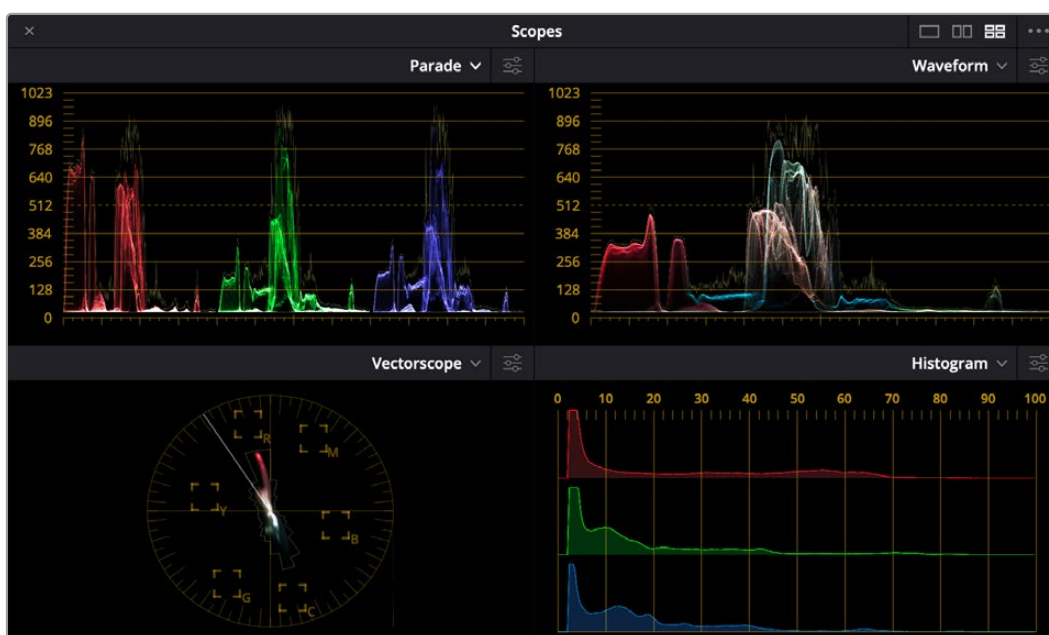 × Scopes •••
Parade Waveform
1023 1023
896 896
768 768
640 640
512 512
384 384
256 256
128 128
0 0
Vectorscope Histogram
0 10 20 30 40 50 60 70 80 90 100
R
M
Y
B
G
C